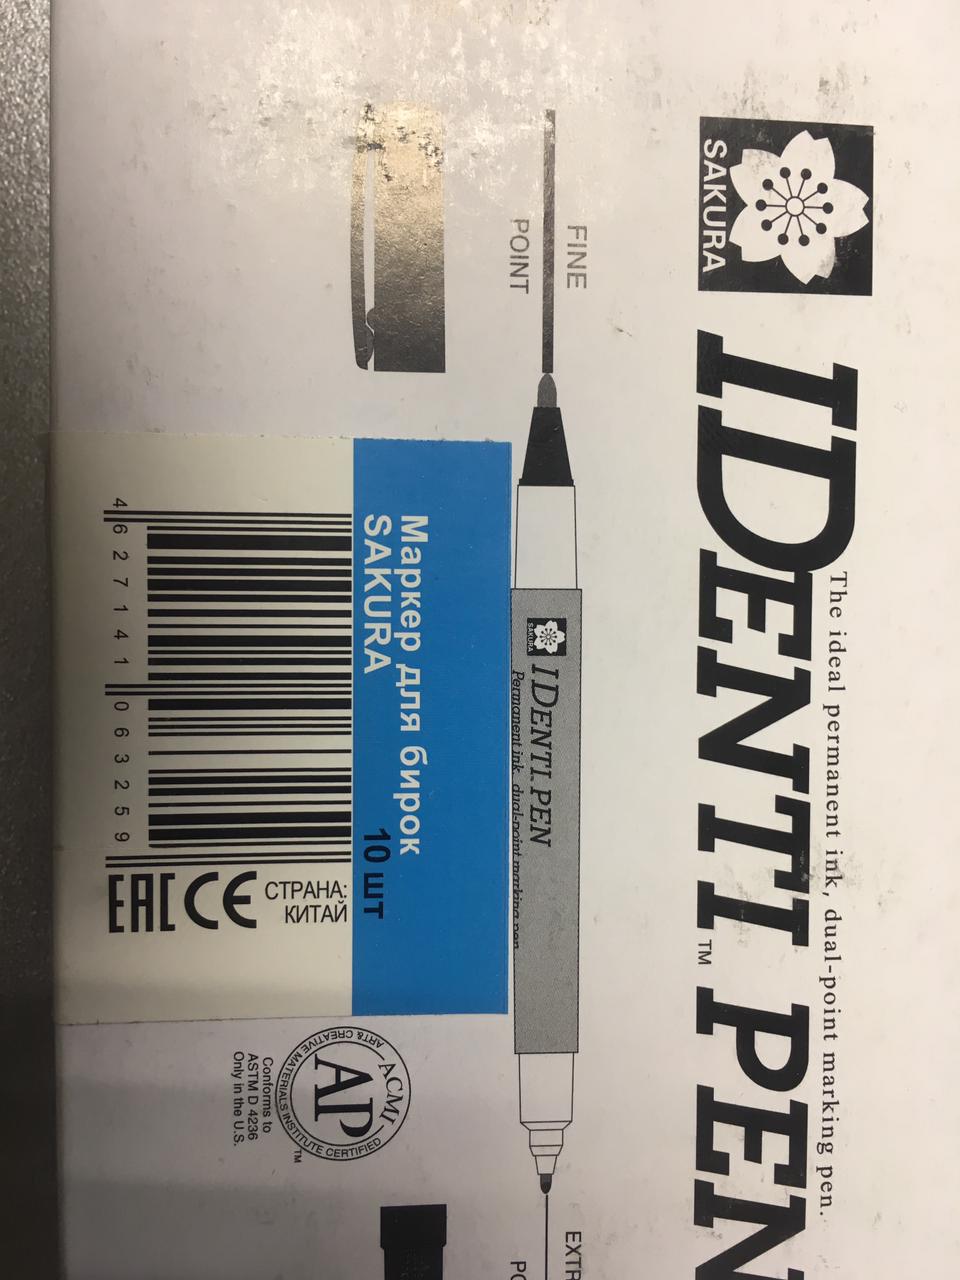 SAKURA
The ideal permanent ink, dual-point marking pen.
IDENTI PEN
TM
FINE
POINT
SAKURA
IDENTI PEN
Permanent ink, dual-point marking pen
Маркер для бирок
SAKURA
10 шт
4 627141 063259
СТРАНА:
КИТАЙ
CE
EAC
ACMI
AP
ART & CREATIVE MATERIALS INSTITUTE CERTIFIED
TM
Conforms to
ASTM D 4236
Only in the U.S.